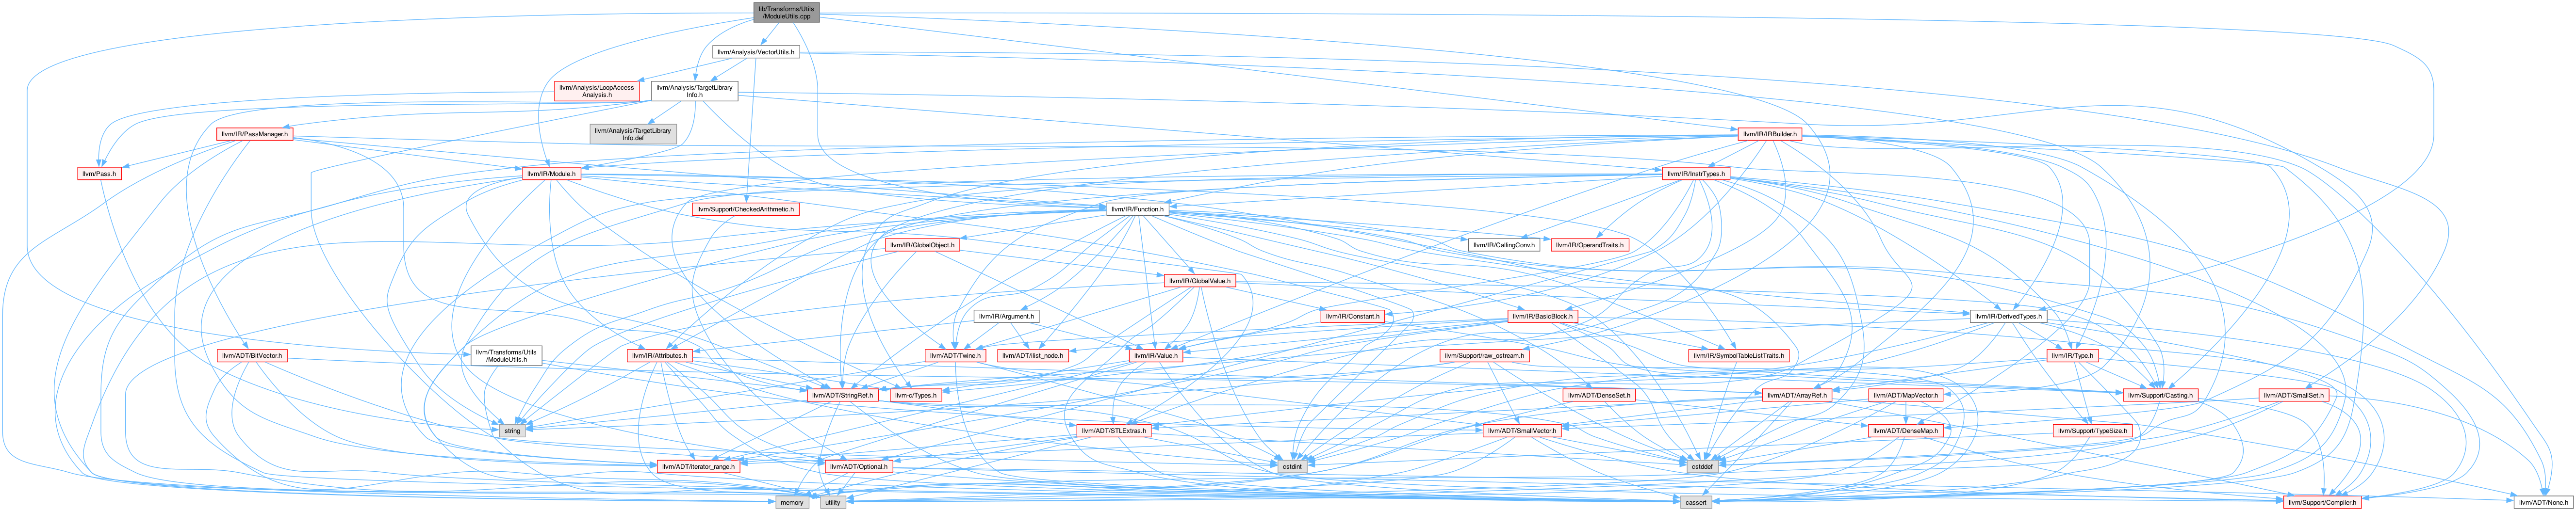 lib/Transforms/Utils
/ModuleUtils.cpp
llvm/Analysis/VectorUtils.h
llvm/Analysis/LoopAccess
Analysis.h
llvm/Analysis/TargetLibrary
Info.h
llvm/IR/PassManager.h
llvm/Analysis/TargetLibrary
Info.def
llvm/IR/IRBuilder.h
llvm/Pass.h
llvm/IR/Module.h
llvm/IR/InstrTypes.h
llvm/Support/CheckedArithmetic.h
llvm/IR/Function.h
llvm/IR/GlobalObject.h
llvm/IR/CallingConv.h
llvm/IR/OperandTraits.h
llvm/IR/GlobalValue.h
llvm/IR/Argument.h
llvm/IR/Constant.h
llvm/IR/BasicBlock.h
llvm/IR/DerivedTypes.h
llvm/ADT/BitVector.h
llvm/Transforms/Utils
/ModuleUtils.h
llvm/IR/Attributes.h
llvm/ADT/Twine.h
llvm/ADT/ilist_node.h
llvm/IR/Value.h
llvm/Support/raw_ostream.h
llvm/IR/SymbolTableListTraits.h
llvm/IR/Type.h
llvm/ADT/StringRef.h
llvm-c/Types.h
llvm/ADT/DenseSet.h
llvm/ADT/ArrayRef.h
llvm/ADT/MapVector.h
llvm/Support/Casting.h
llvm/ADT/SmallSet.h
string
llvm/ADT/STLExtras.h
llvm/ADT/SmallVector.h
llvm/ADT/DenseMap.h
llvm/Support/TypeSize.h
llvm/ADT/iterator_range.h
llvm/ADT/Optional.h
cstdint
cstddef
memory
utility
cassert
llvm/Support/Compiler.h
llvm/ADT/None.h